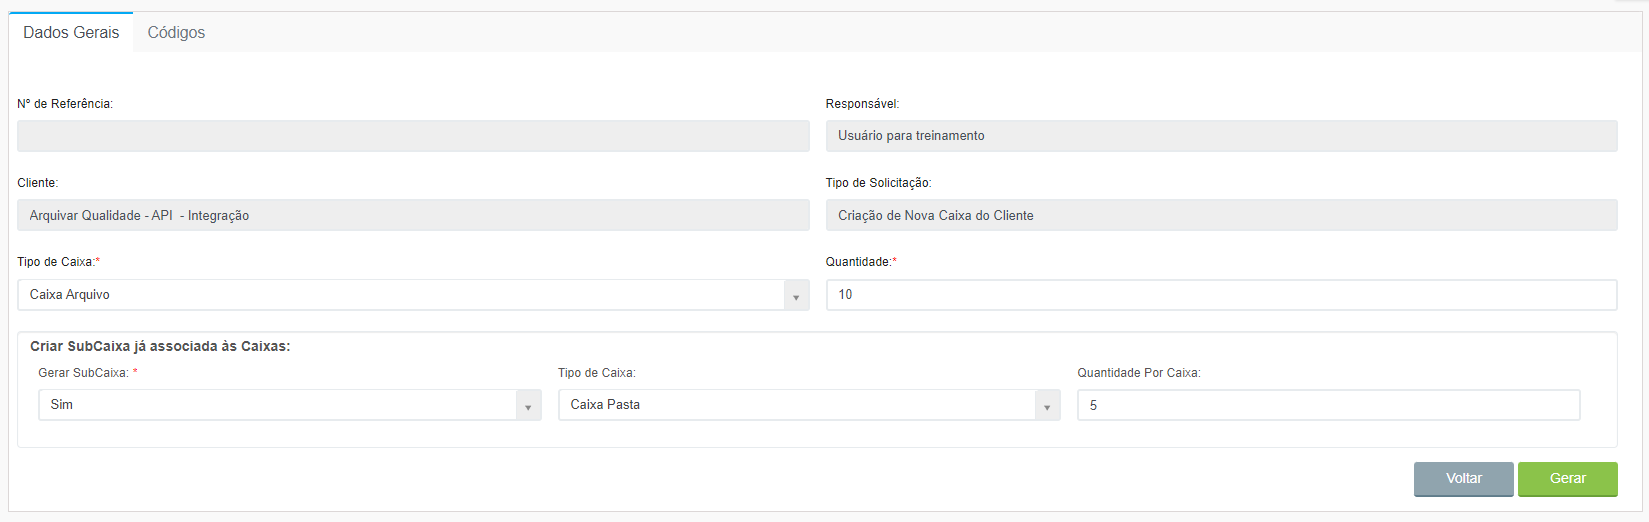 Dados Gerais Códigos
Nº de Referência: Responsável:
Usuário para treinamento
Cliente: Tipo de Solicitação:
Arquivar Qualidade - API  - Integração Criação de Nova Caixa do Cliente
Tipo de Caixa:* Quantidade:*
Caixa Arquivo 10
Criar SubCaixa já associada às Caixas:
Gerar SubCaixa: * Tipo de Caixa: Quantidade Por Caixa:
Sim Caixa Pasta 5
Voltar Gerar